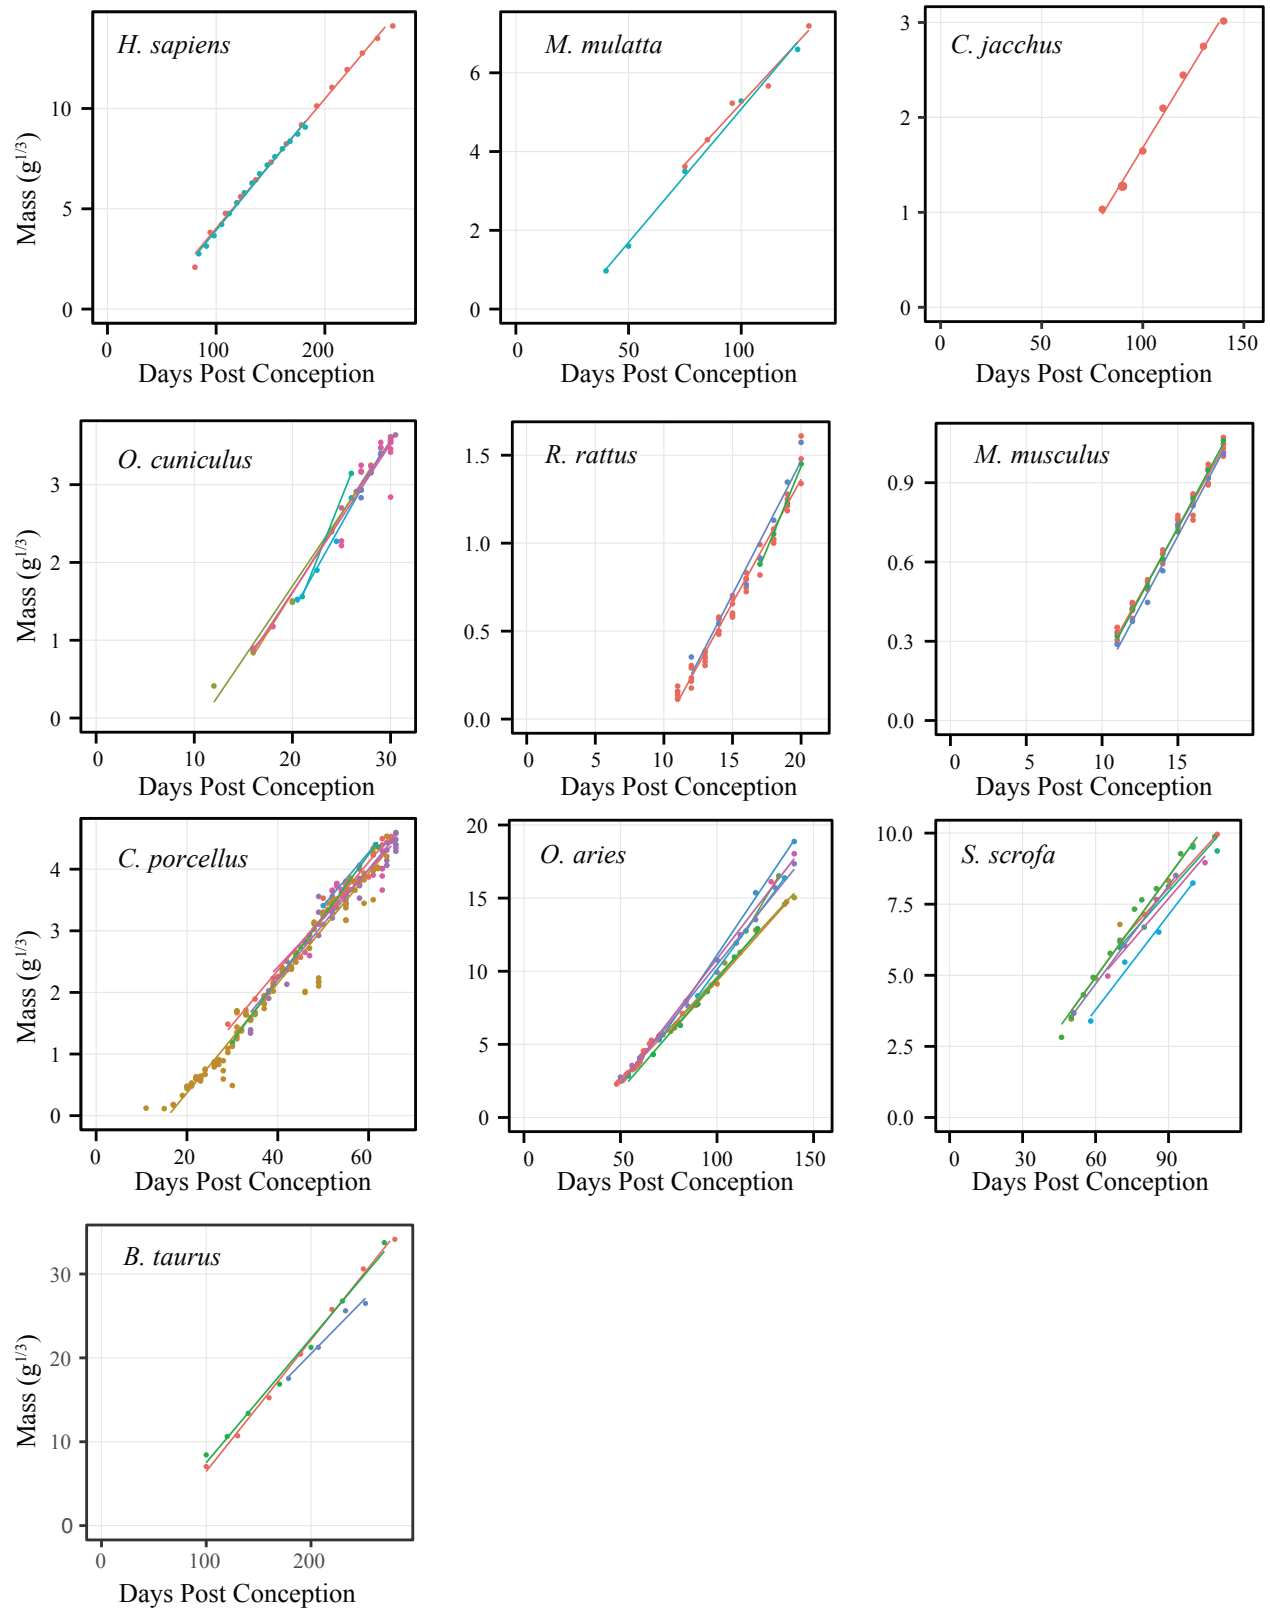 H. sapiens
Mass (g1/3)
10
5
0
0 100 200
Days Post Conception
M. mulatta
6
4
2
0
0 50 100
Days Post Conception
C. jacchus
3
2
1
0
0 50 100 150
Days Post Conception
O. cuniculus
Mass (g1/3)
3
2
1
0
0 20 30
Days Post Conception
R. rattus
1.5
1.0
0.5
0.0
0 5 10 15 20
Days Post Conception
M. musculus
0.9
0.6
0.3
0.0
0 5 10 15
Days Post Conception
C. porcellus
Mass (g1/3)
4
3
2
1
0
0 20 40 60
Days Post Conception
O. aries
20
15
10
5
0
0 50 100 150
Days Post Conception
S. scrofa
10.0
7.5
5.0
2.5
0.0
0 30 60 90
Days Post Conception
B. taurus
Mass (g1/3)
30
20
10
0
0 100 200
Days Post Conception